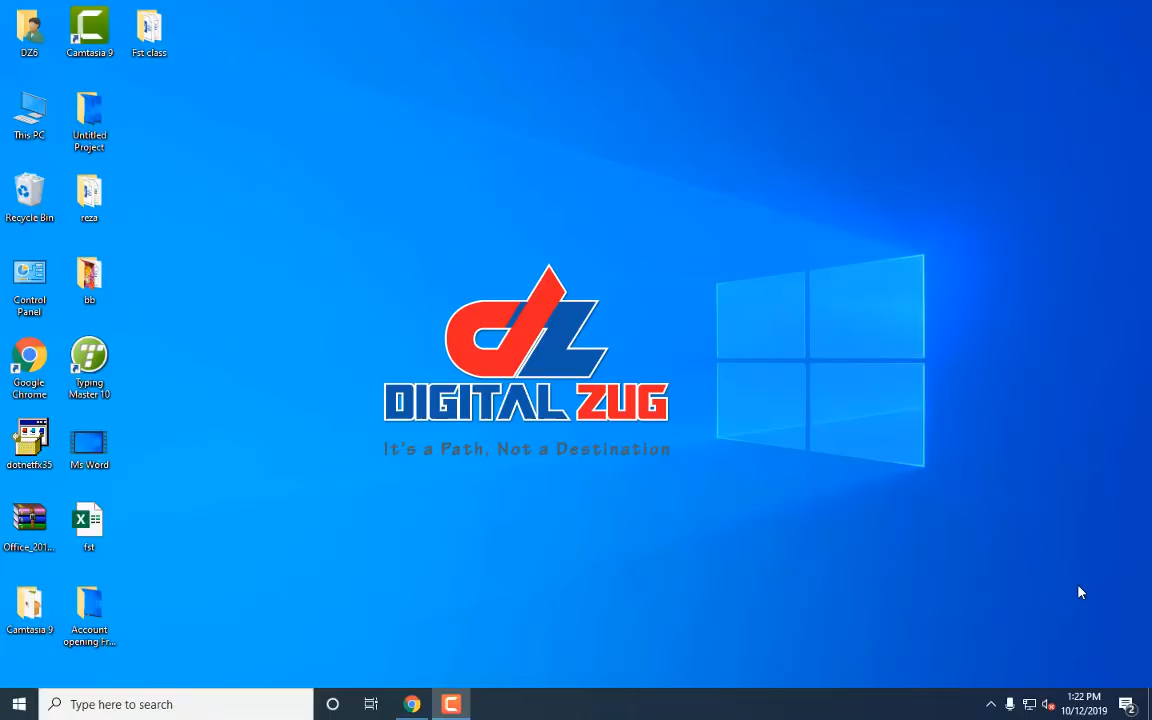 DZ6
Camtasia 9
Fst class
This PC
Untitled
Project
Recycle Bin
reza
Control
Panel
bb
Google
Chrome
Typing
Master 10
dotnetfx35
Ms Word
Office_201...
fst
Camtasia 9
Account
opening Fr...
DIGITAL ZUG
It's a Path, Not a Destination
Type here to search
1:22 PM
10/12/2019
2